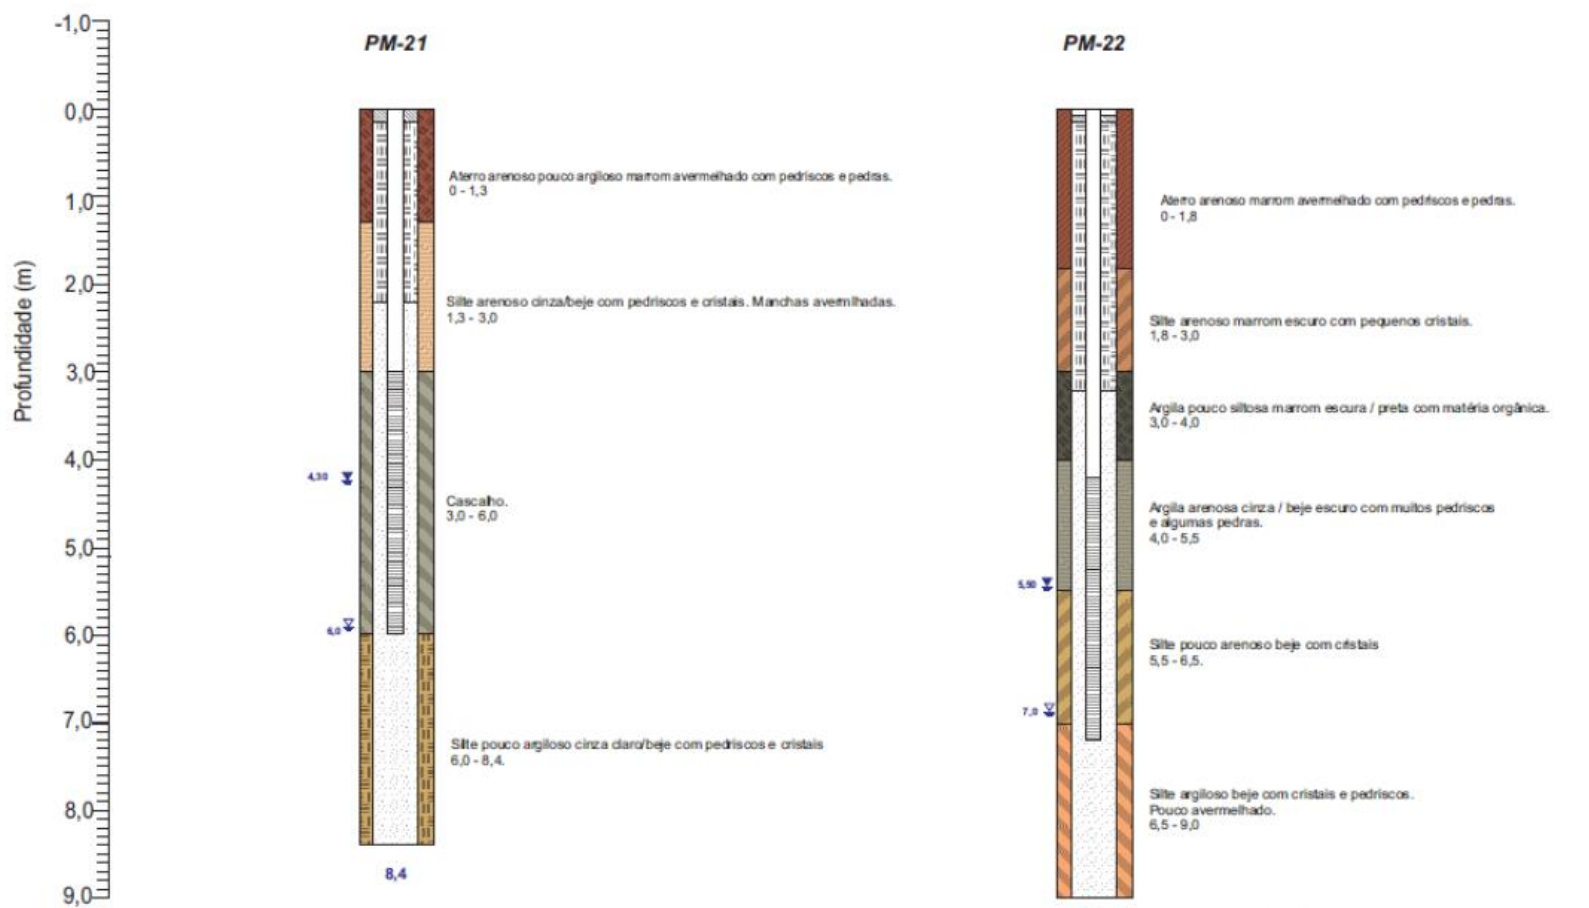 -1,0
0,0
1,0
2,0
3,0
4,0
5,0
6,0
7,0
8,0
9,0
Profundidade (m)
PM-21
Aterro arenoso pouco argiloso marrom avermelhado com pedriscos e pedras.
0 - 1,3
Silte arenoso cinza/beje com pedriscos e cristais. Manchas avermlhadas.
1,3 - 3,0
4,30
Cascalho.
3,0 - 6,0
6,0
Silte pouco argiloso cinza claro/beje com pedriscos e cristais
6,0 - 8,4.
8,4
PM-22
Aterro arenoso marrom avermelhado com pedriscos e pedras.
0 - 1,8
Silte arenoso marrom escuro com pequenos cristais.
1,8 - 3,0
Argila pouco siltosa marrom escura / preta com matéria orgânica.
3,0 - 4,0
Argila arenosa cinza / beje escuro com muitos pedriscos
e algumas pedras.
4,0 - 5,5
5,50
Silte pouco arenoso beje com cristais
5,5 - 6,5.
7,0
Silte argiloso beje com cristais e pedriscos.
Pouco avermelhado.
6,5 - 9,0